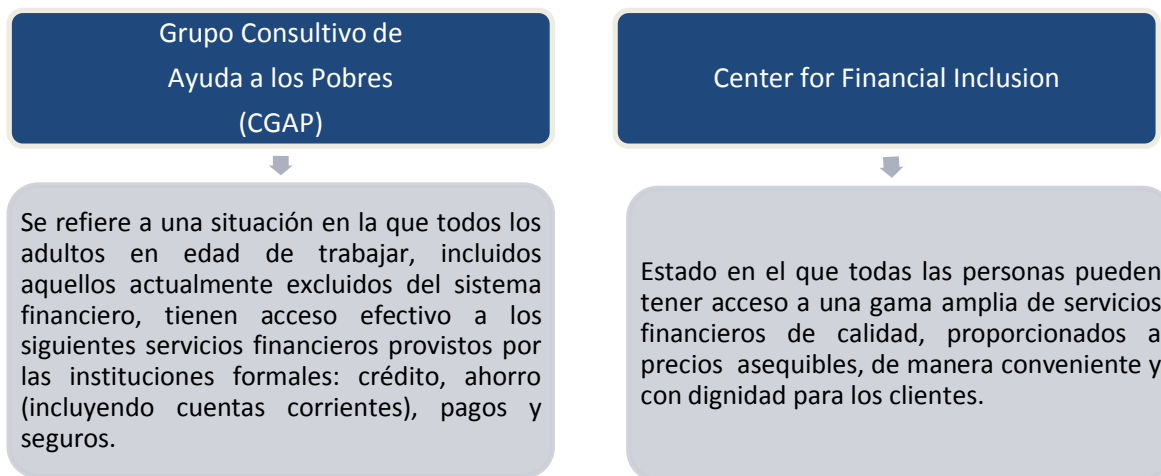 Grupo Consultivo de
Ayuda a los Pobres
(CGAP)
Se refiere a una situación en la que todos los
adultos en edad de trabajar, incluidos
aquellos actualmente excluidos del sistema
financiero, tienen acceso efectivo a los
siguientes servicios financieros provistos por
las instituciones formales: crédito, ahorro
(incluyendo cuentas corrientes), pagos y
seguros.
Center for Financial Inclusion
Estado en el que todas las personas pueden
tener acceso a una gama amplia de servicios
financieros de calidad, proporcionados a
precios asequibles, de manera conveniente y
con dignidad para los clientes.